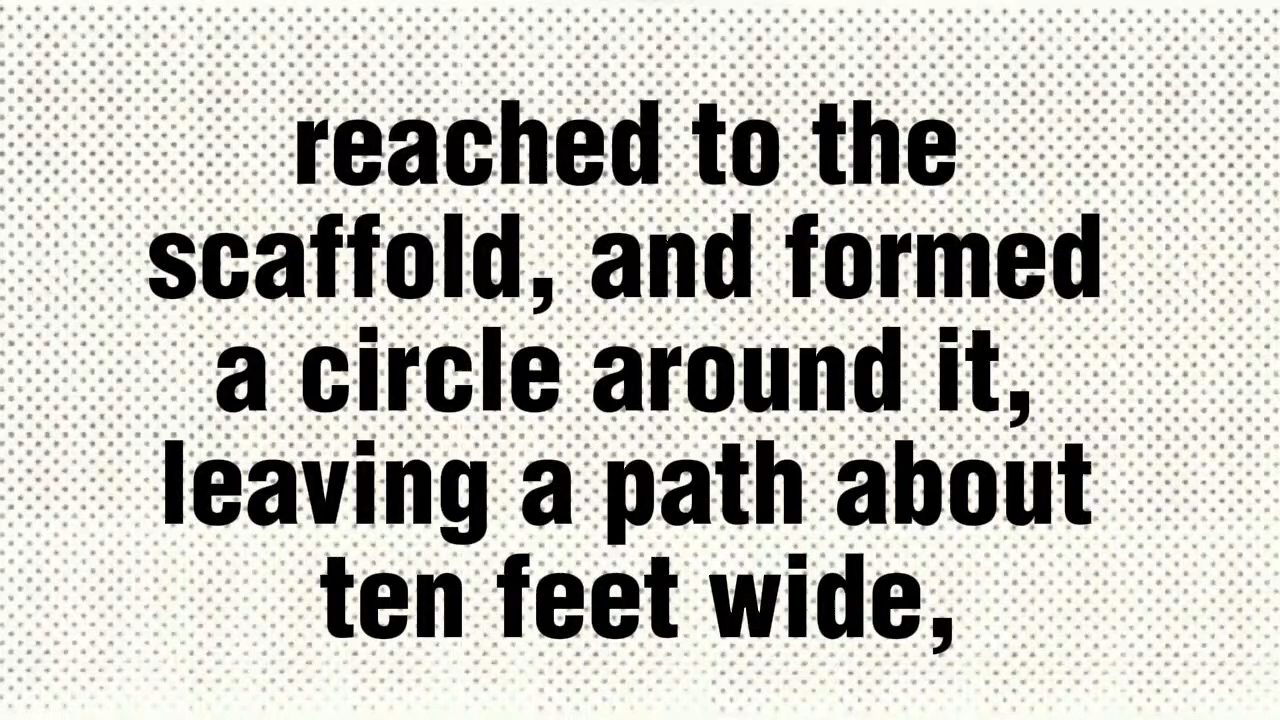 reached to the
scaffold, and formed
a circle around it,
leaving a path about
ten feet wide,